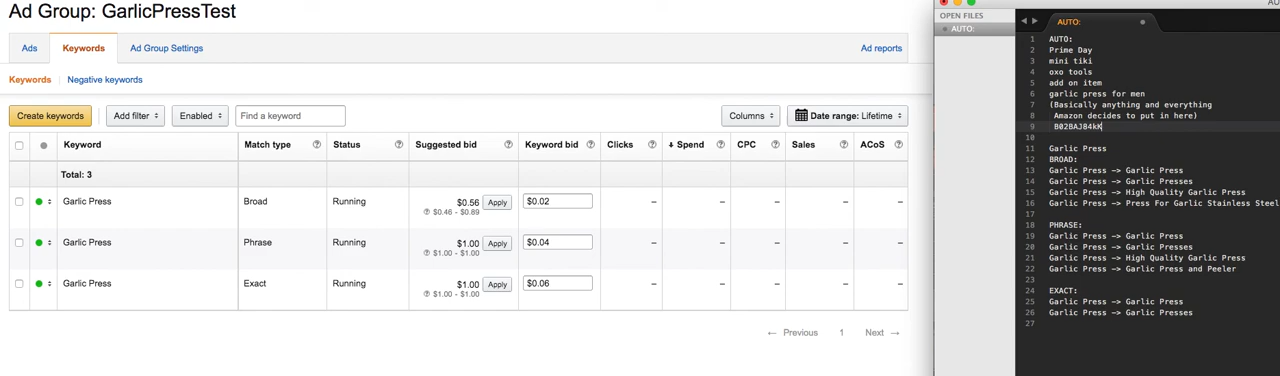 Ad Group: GarlicPressTest
Ads Keywords Ad Group Settings Ad reports
Keywords Negative keywords
Create keywords Add filter Enabled Find a keyword Columns Date range: Lifetime
Keyword Match type Status Suggested bid Keyword bid Clicks Spend CPC Sales ACoS
Total: 3
Garlic Press Broad Running $0.56 Apply $0.02 – – – – –
$0.46 - $0.89
Garlic Press Phrase Running $1.00 Apply $0.04 – – – – –
$1.00 - $1.00
Garlic Press Exact Running $1.00 Apply $0.06 – – – – –
$1.00 - $1.00
← Previous 1 Next →
OPEN FILES
AUTO:
AUTO:
1 AUTO:
2 Prime Day
3 mini tiki
4 oxo tools
5 add on item
6 garlic press for men
7 (Basically anything and everything
8 Amazon decides to put in here)
9 B02BAJB4kK
10
11 Garlic Press
12 BROAD:
13 Garlic Press -> Garlic Press
14 Garlic Press -> Garlic Presses
15 Garlic Press -> High Quality Garlic Press
16 Garlic Press -> Press For Garlic Stainless Steel
17
18 PHRASE:
19 Garlic Press -> Garlic Press
20 Garlic Press -> Garlic Presses
21 Garlic Press -> High Quality Garlic Press
22 Garlic Press -> Garlic Press and Peeler
23
24 EXACT:
25 Garlic Press -> Garlic Press
26 Garlic Press -> Garlic Presses
27